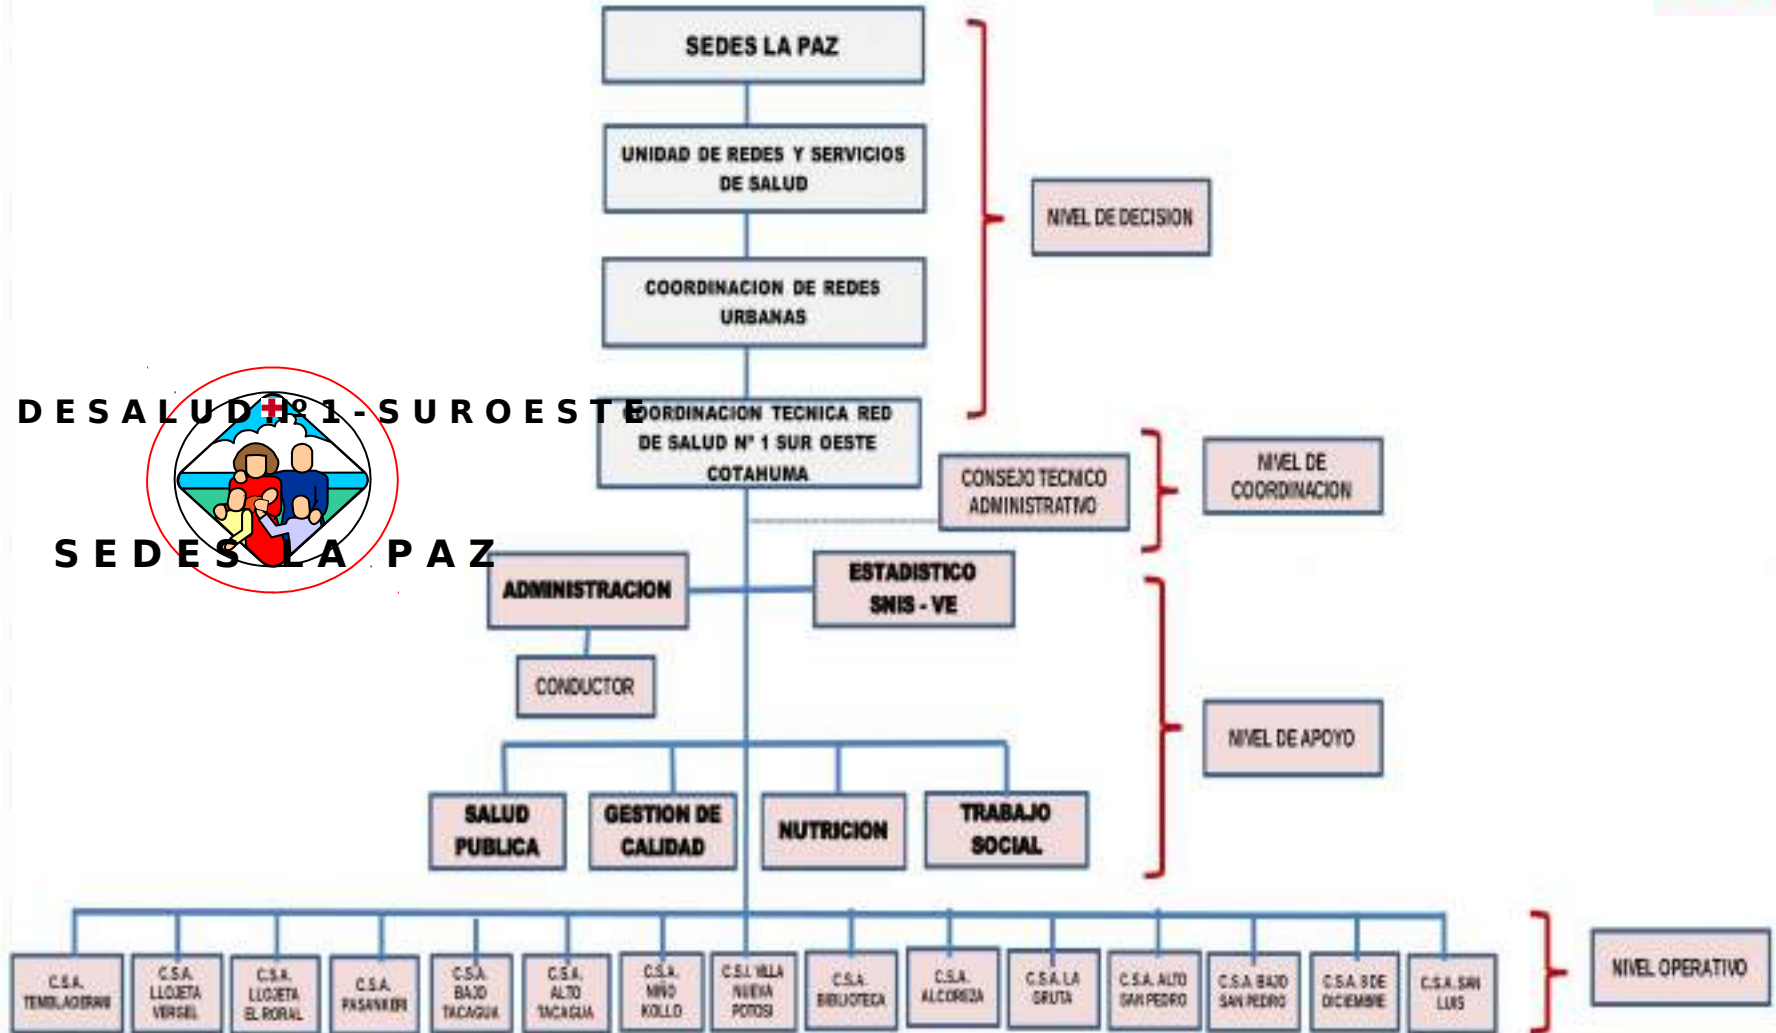 SEDES LA PAZ
UNIDAD DE REDES Y SERVICIOS
DE SALUD
NIVEL DE DECISION
COORDINACION DE REDES
URBANAS
DESALUD Nº1-SUROESTE
COORDINACION TECNICA RED
DE SALUD Nº 1 SUR OESTE
COTAHUMA
CONSEJO TECNICO
ADMINISTRATIVO
NIVEL DE
COORDINACION
SEDES LA PAZ
ADMINISTRACION
ESTADISTICO
SNIS - VE
CONDUCTOR
NIVEL DE APOYO
SALUD
PUBLICA
GESTION DE
CALIDAD
NUTRICION
TRABAJO
SOCIAL
C.S.A.
TEMBLADERANI
C.S.A.
LLOJETA
VERGEL
C.S.A.
LLOJETA
EL RORAL
C.S.A.
PASANKERI
C.S.A.
BAJO
TACAGUA
C.S.A.
ALTO
TACAGUA
C.S.A.
NIÑO
KOLLO
C.S.I. VILLA
NUEVA
POTOSI
C.S.A.
BIBLIOTECA
C.S.A.
ALCOREZA
C.S.A. LA
GRUTA
C.S.A. ALTO
SAN PEDRO
C.S.A. BAJO
SAN PEDRO
C.S.A. 8 DE
DICIEMBRE
C.S.A. SAN
LUIS
NIVEL OPERATIVO